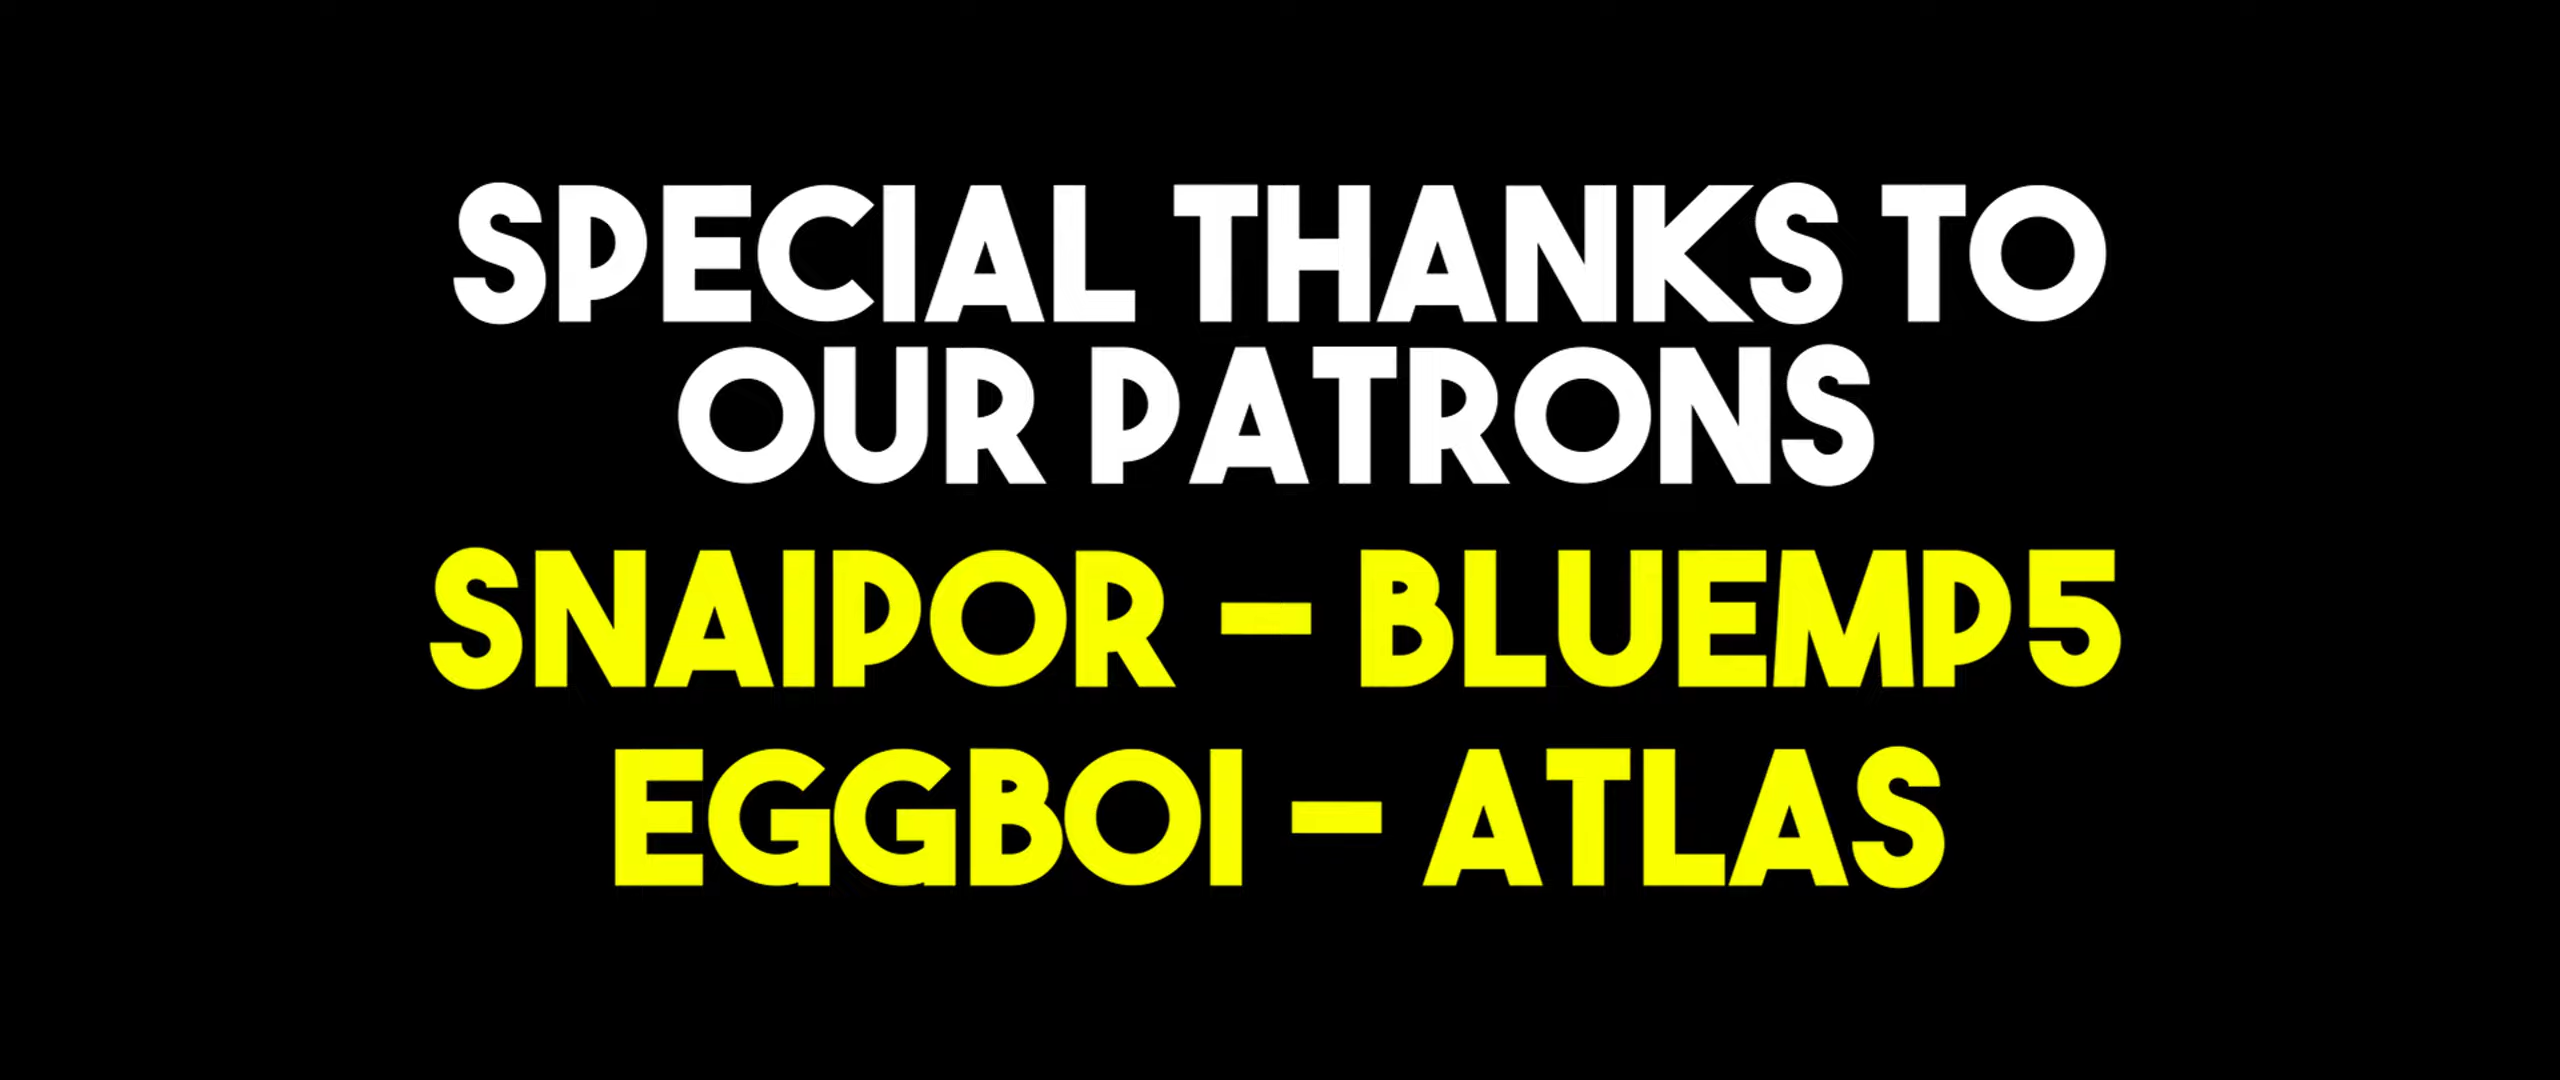 SPECIAL THANKS TO
OUR PATRONS
SNAIPOR - BLUEMP5
EGGBOI - ATLAS